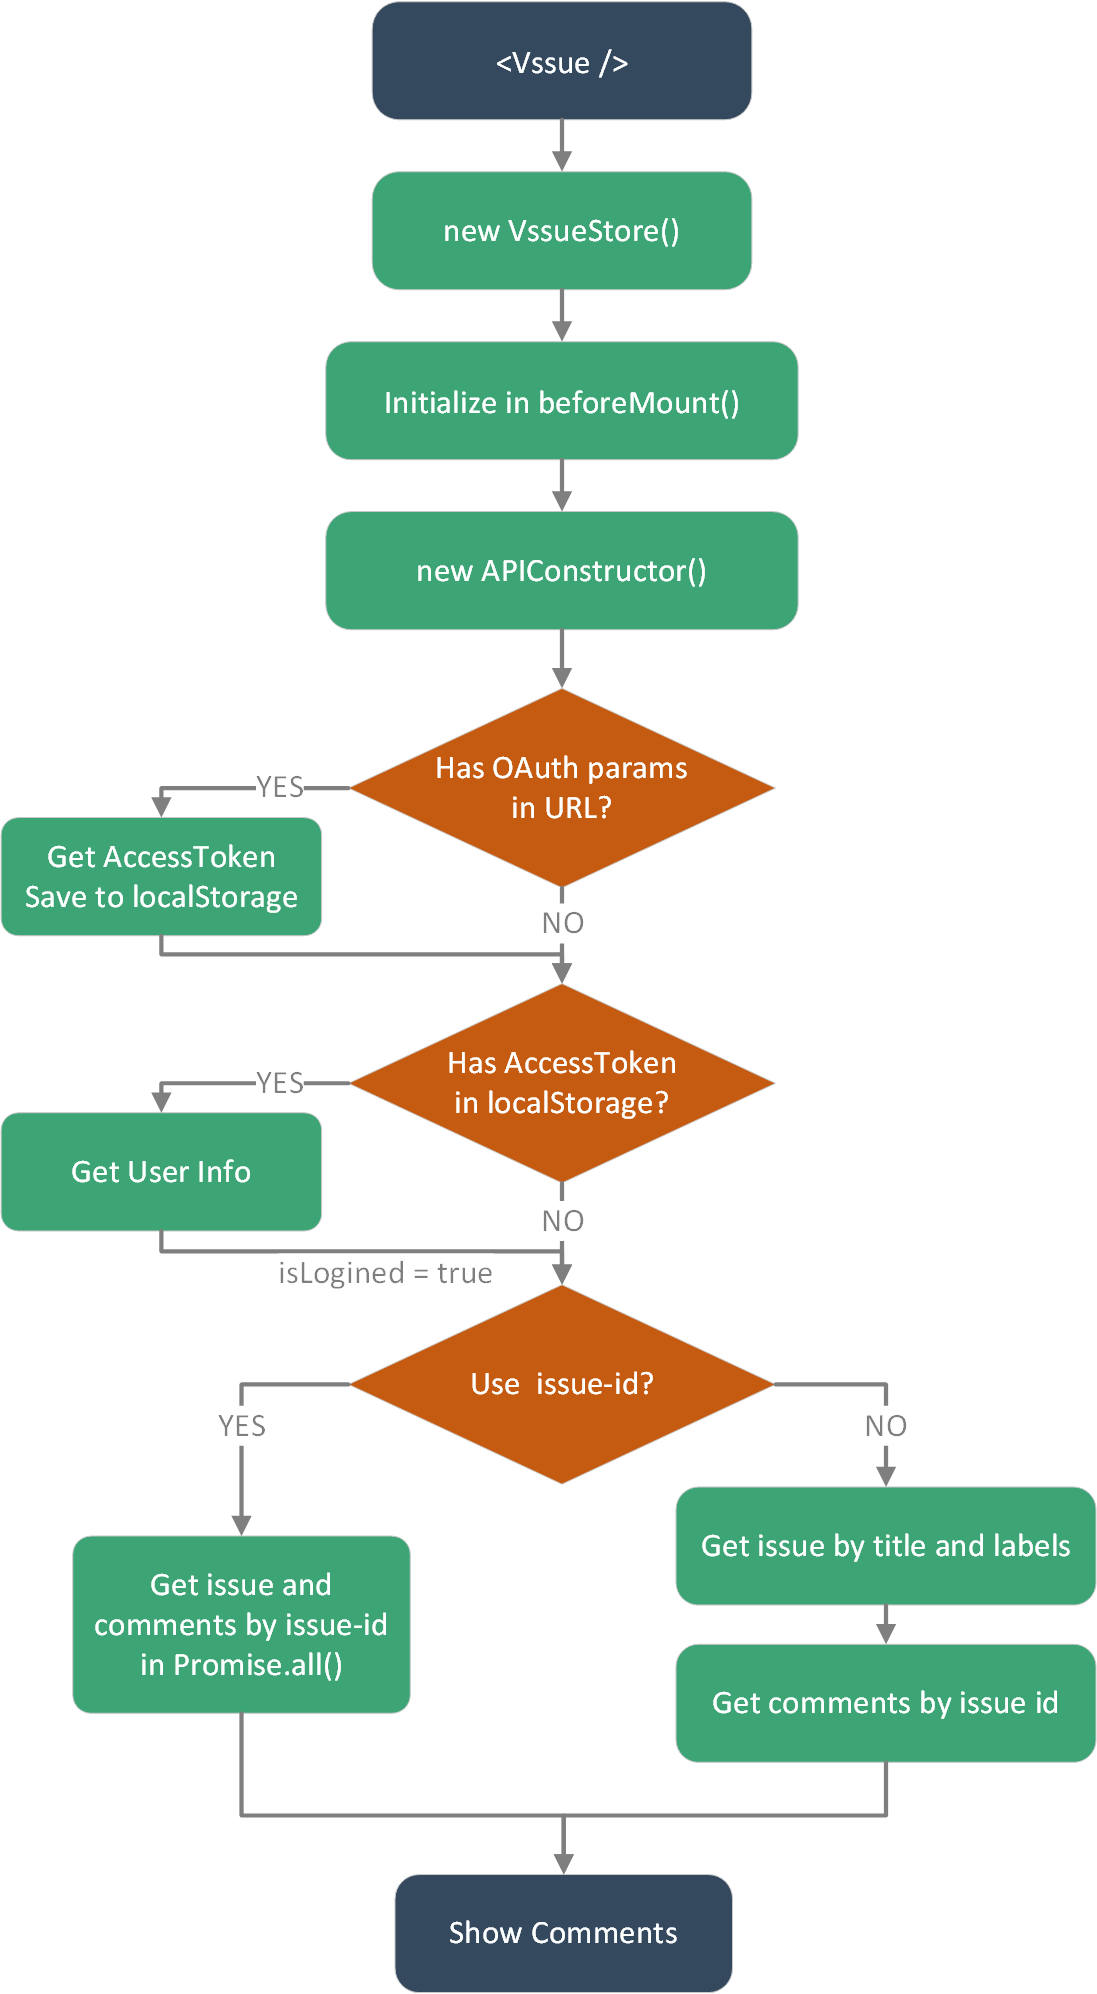 <Vssue />
new VssueStore()
Initialize in beforeMount()
new APIConstructor()
Has OAuth params
in URL?
YES
Get AccessToken
Save to localStorage
NO
Has AccessToken
in localStorage?
YES
Get User Info
NO
isLogined = true
Use  issue-id?
YES
NO
Get issue and
comments by issue-id
in Promise.all()
Get issue by title and labels
Get comments by issue id
Show Comments